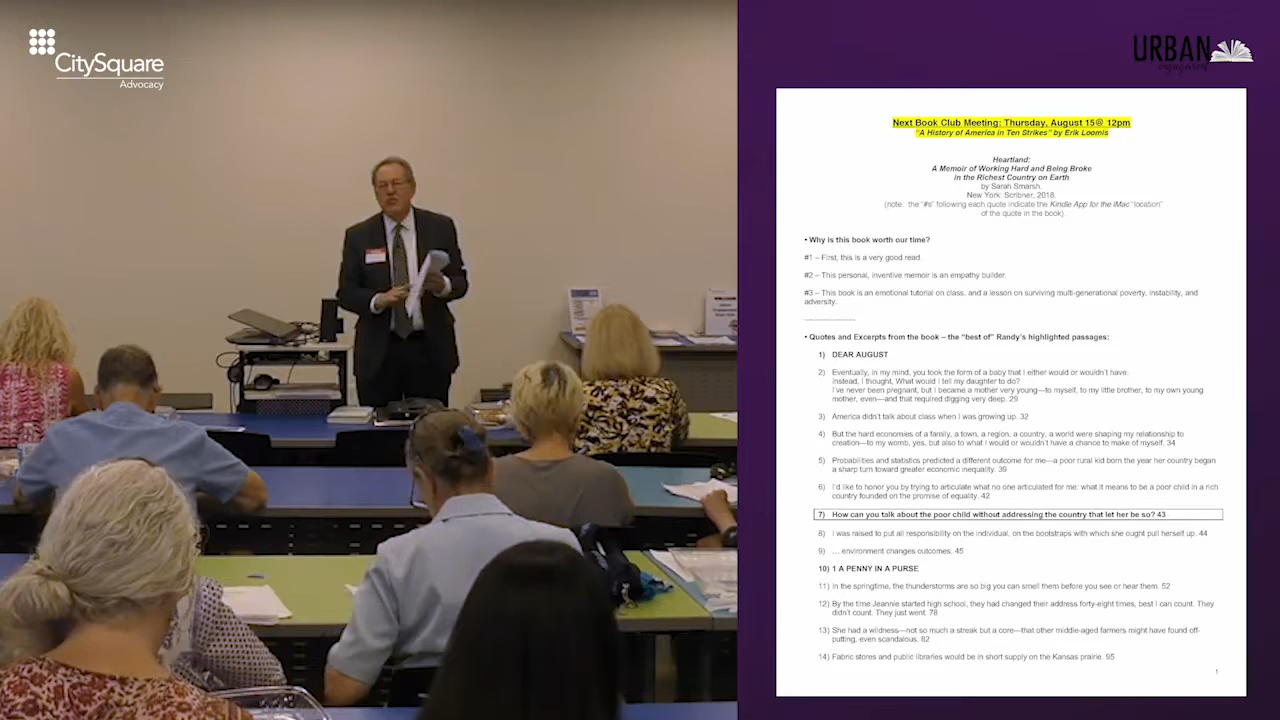 CitySquare
Advocacy
URBAN
engagement
Next Book Club Meeting: Thursday, August 15@ 12pm
"A History of America in Ten Strikes" by Erik Loomis
Heartland:
A Memoir of Working Hard and Being Broke
in the Richest Country on Earth
by Sarah Smarsh.
New York: Scribner, 2018.
(note: the "#s" following each quote indicate the Kindle App for the iMac "location"
of the quote in the book).
• Why is this book worth our time?
#1 – First, this is a very good read.
#2 – This personal, inventive memoir is an empathy builder.
#3 – This book is an emotional tutorial on class, and a lesson on surviving multi-generational poverty, instability, and
adversity.
--------------------
• Quotes and Excerpts from the book – the "best of" Randy's highlighted passages:
1) DEAR AUGUST
2) Eventually, in my mind, you took the form of a baby that I either would or wouldn't have.
Instead, I thought, What would I tell my daughter to do?
I've never been pregnant, but I became a mother very young—to myself, to my little brother, to my own young
mother, even—and that required digging very deep. 29
3) America didn't talk about class when I was growing up. 32
4) But the hard economies of a family, a town, a region, a country, a world were shaping my relationship to
creation—to my womb, yes, but also to what I would or wouldn't have a chance to make of myself. 34
5) Probabilities and statistics predicted a different outcome for me—a poor rural kid born the year her country began
a sharp turn toward greater economic inequality. 39
6) I'd like to honor you by trying to articulate what no one articulated for me: what it means to be a poor child in a rich
country founded on the promise of equality. 42
7) How can you talk about the poor child without addressing the country that let her be so? 43
8) I was raised to put all responsibility on the individual, on the bootstraps with which she ought pull herself up. 44
9) … environment changes outcomes. 45
10) 1 A PENNY IN A PURSE
11) In the springtime, the thunderstorms are so big you can smell them before you see or hear them. 52
12) By the time Jeannie started high school, they had changed their address forty-eight times, best I can count. They
didn't count. They just went. 78
13) She had a wildness—not so much a streak but a core—that other middle-aged farmers might have found off-
putting, even scandalous. 82
14) Fabric stores and public libraries would be in short supply on the Kansas prairie. 95
1